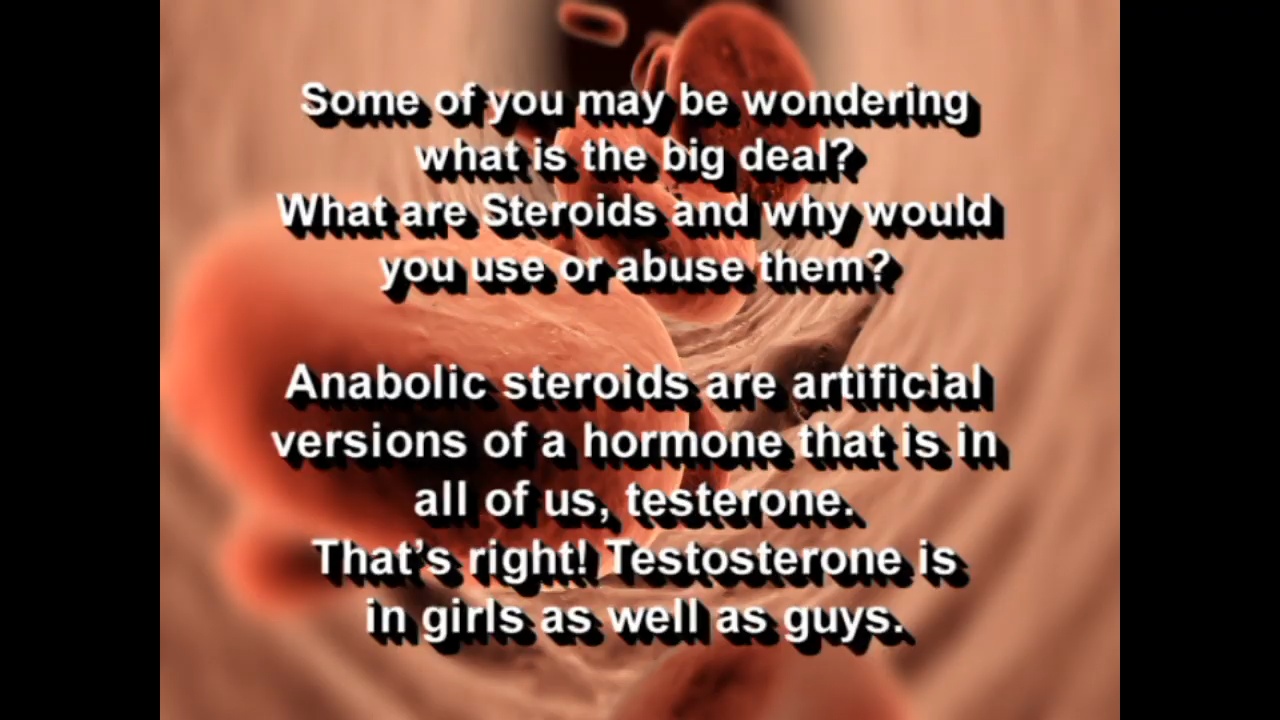 Some of you may be wondering
what is the big deal?
What are Steroids and why would
you use or abuse them?
Anabolic steroids are artificial
versions of a hormone that is in
all of us, testerone.
That's right! Testosterone is
in girls as well as guys.